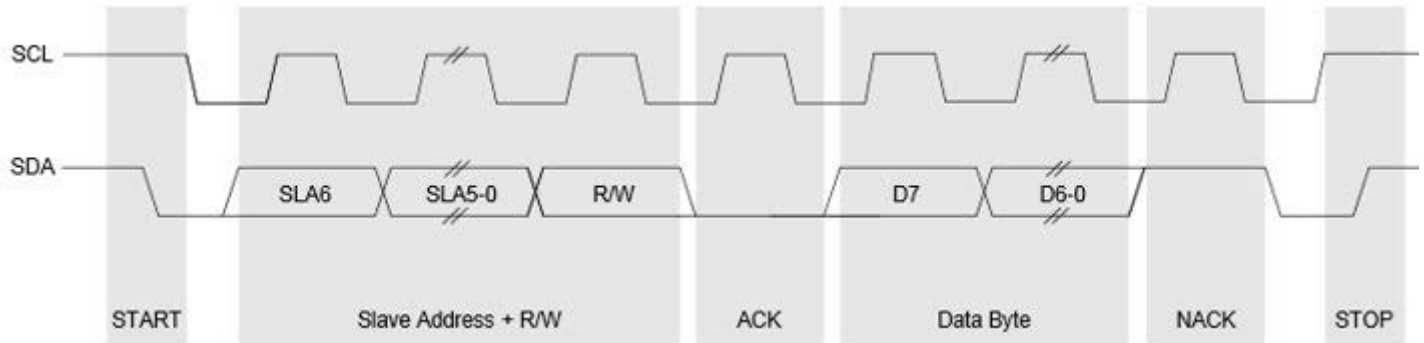 SCL
SDA
SLA6 SLA5-0 R/W D7 D6-0
START Slave Address + R/W ACK Data Byte NACK STOP